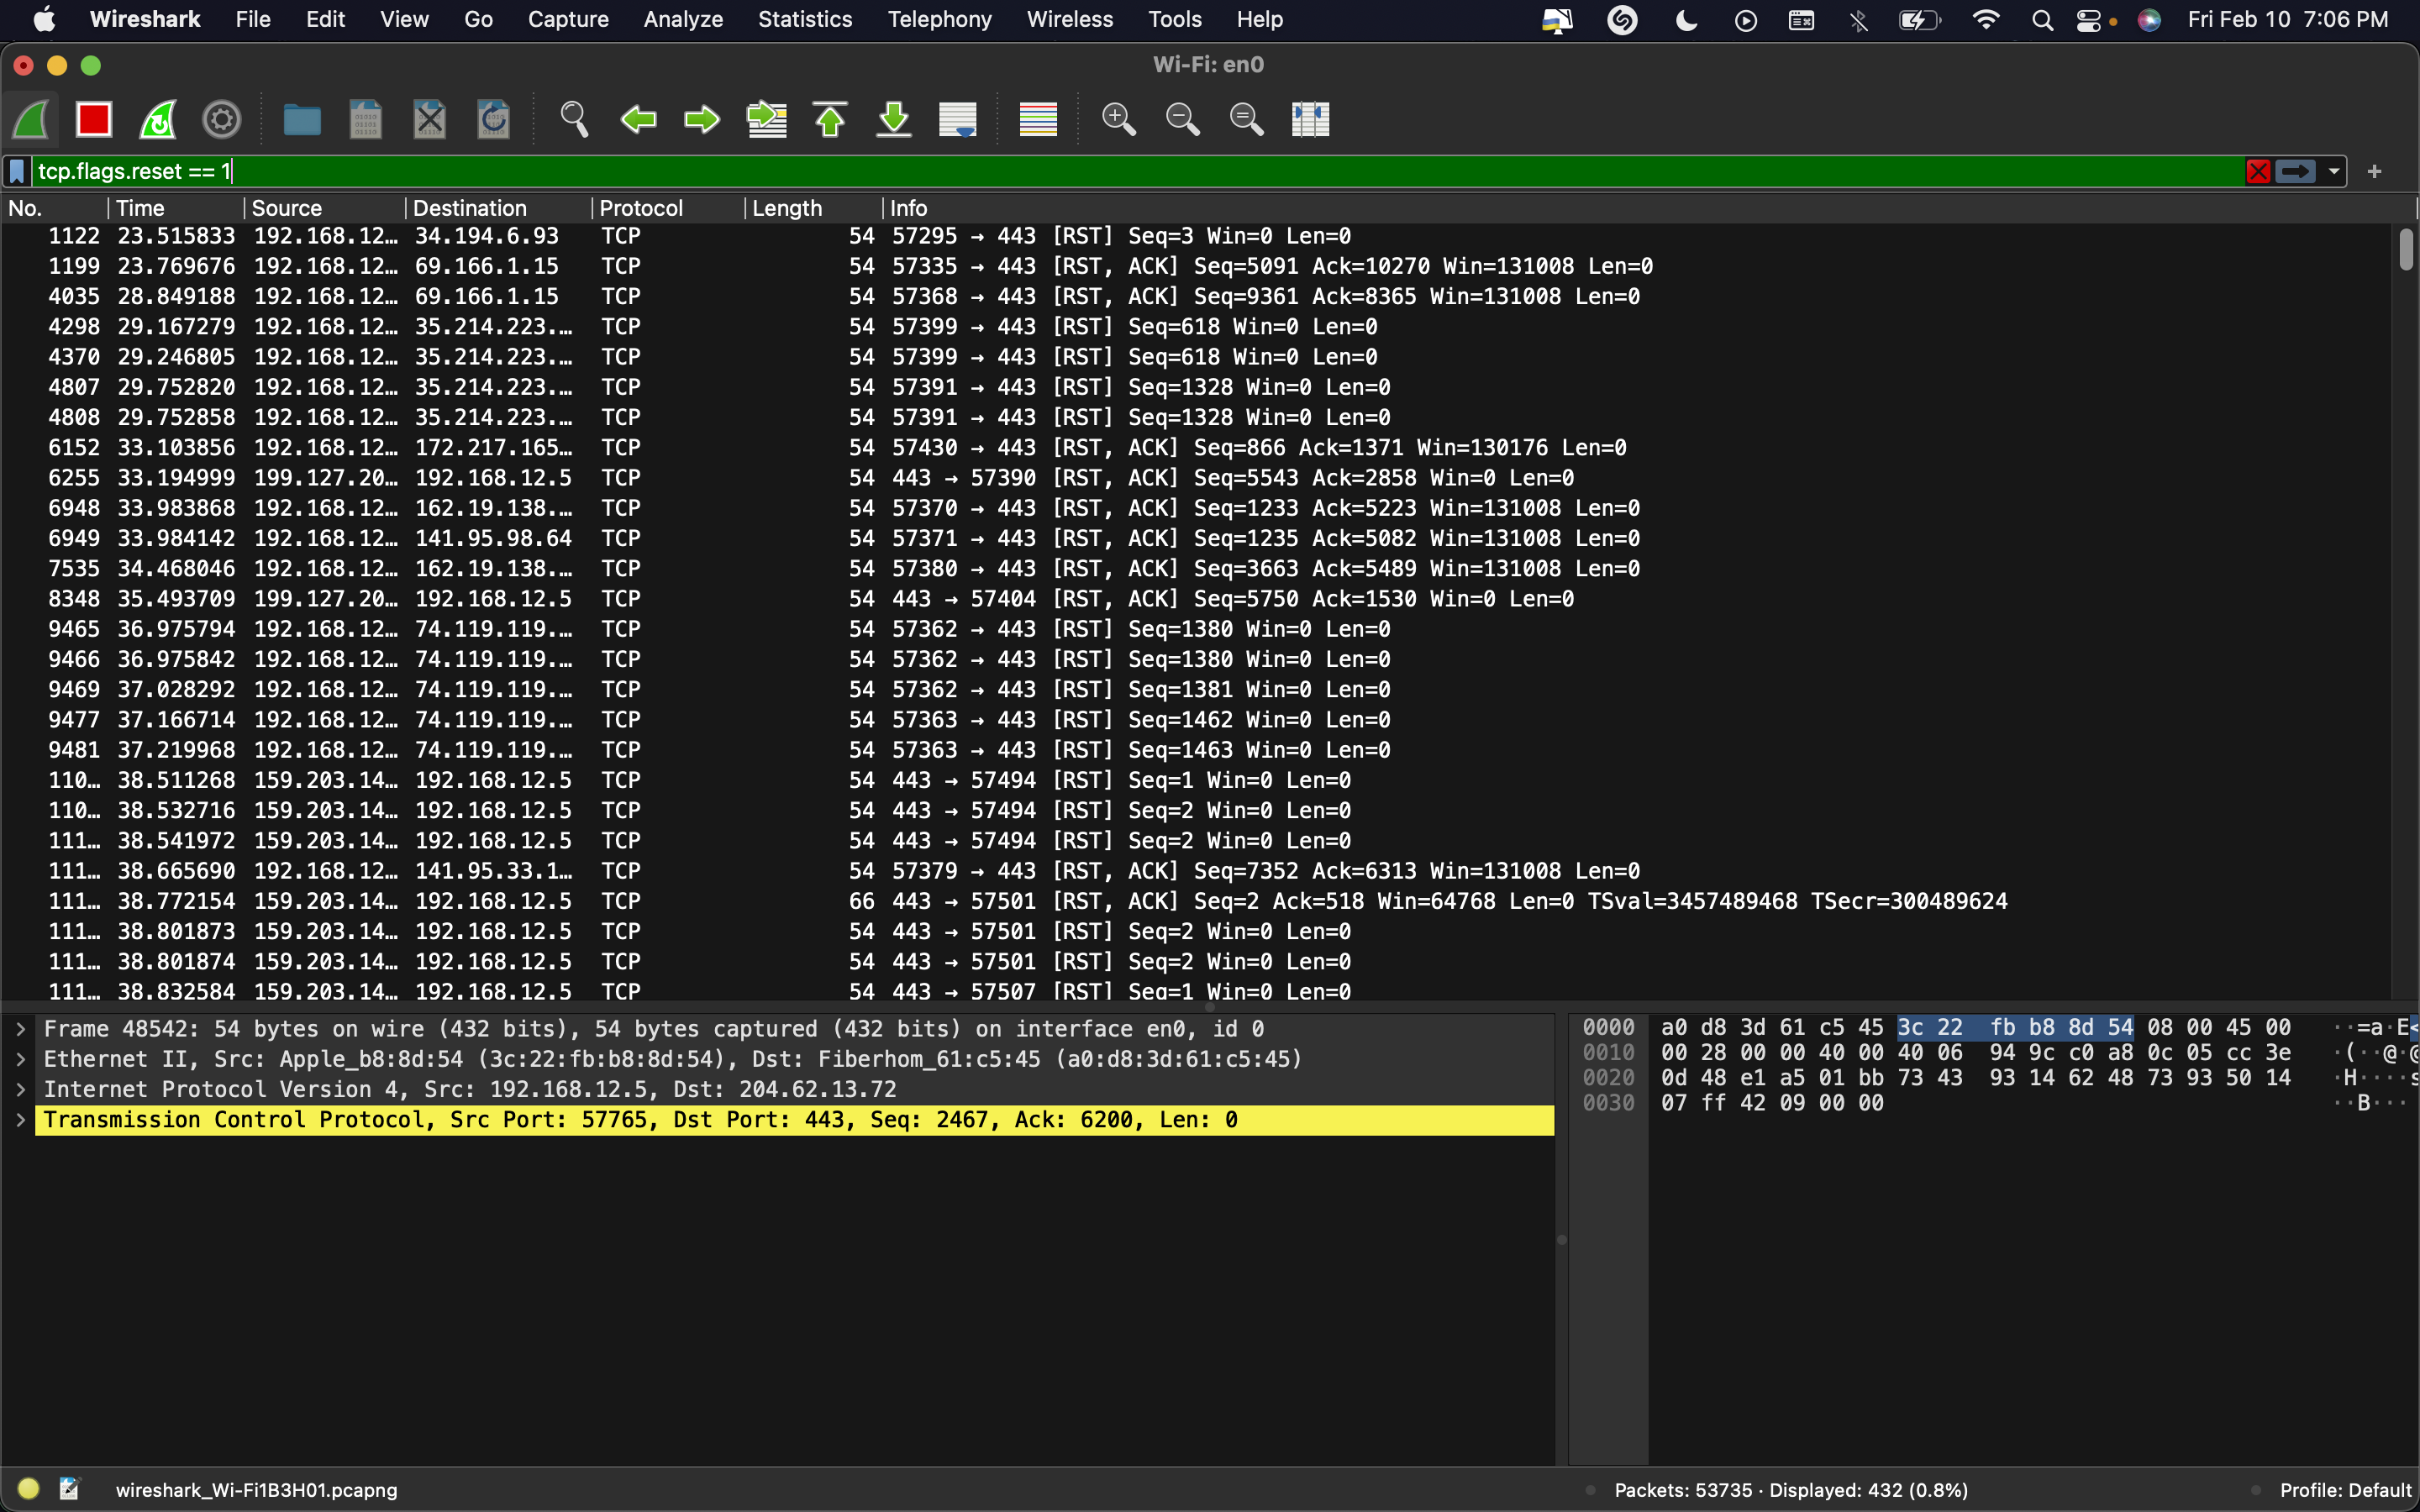 Wireshark File Edit View Go Capture Analyze Statistics Telephony Wireless Tools Help Fri Feb 10 7:06 PM
Wi-Fi: en0
tcp.flags.reset == 1
No. Time Source Destination Protocol Length Info
1122 23.515833 192.168.12… 34.194.6.93 TCP 54 57295 → 443 [RST] Seq=3 Win=0 Len=0
1199 23.769676 192.168.12… 69.166.1.15 TCP 54 57335 → 443 [RST, ACK] Seq=5091 Ack=10270 Win=131008 Len=0
4035 28.849188 192.168.12… 69.166.1.15 TCP 54 57368 → 443 [RST, ACK] Seq=9361 Ack=8365 Win=131008 Len=0
4298 29.167279 192.168.12… 35.214.223.… TCP 54 57399 → 443 [RST] Seq=618 Win=0 Len=0
4370 29.246805 192.168.12… 35.214.223.… TCP 54 57399 → 443 [RST] Seq=618 Win=0 Len=0
4807 29.752820 192.168.12… 35.214.223.… TCP 54 57391 → 443 [RST] Seq=1328 Win=0 Len=0
4808 29.752858 192.168.12… 35.214.223.… TCP 54 57391 → 443 [RST] Seq=1328 Win=0 Len=0
6152 33.103856 192.168.12… 172.217.165… TCP 54 57430 → 443 [RST, ACK] Seq=866 Ack=1371 Win=130176 Len=0
6255 33.194999 199.127.20… 192.168.12.5 TCP 54 443 → 57390 [RST, ACK] Seq=5543 Ack=2858 Win=0 Len=0
6948 33.983868 192.168.12… 162.19.138.… TCP 54 57370 → 443 [RST, ACK] Seq=1233 Ack=5223 Win=131008 Len=0
6949 33.984142 192.168.12… 141.95.98.64 TCP 54 57371 → 443 [RST, ACK] Seq=1235 Ack=5082 Win=131008 Len=0
7535 34.468046 192.168.12… 162.19.138.… TCP 54 57380 → 443 [RST, ACK] Seq=3663 Ack=5489 Win=131008 Len=0
8348 35.493709 199.127.20… 192.168.12.5 TCP 54 443 → 57404 [RST, ACK] Seq=5750 Ack=1530 Win=0 Len=0
9465 36.975794 192.168.12… 74.119.119.… TCP 54 57362 → 443 [RST] Seq=1380 Win=0 Len=0
9466 36.975842 192.168.12… 74.119.119.… TCP 54 57362 → 443 [RST] Seq=1380 Win=0 Len=0
9469 37.028292 192.168.12… 74.119.119.… TCP 54 57362 → 443 [RST] Seq=1381 Win=0 Len=0
9477 37.166714 192.168.12… 74.119.119.… TCP 54 57363 → 443 [RST] Seq=1462 Win=0 Len=0
9481 37.219968 192.168.12… 74.119.119.… TCP 54 57363 → 443 [RST] Seq=1463 Win=0 Len=0
110… 38.511268 159.203.14… 192.168.12.5 TCP 54 443 → 57494 [RST] Seq=1 Win=0 Len=0
110… 38.532716 159.203.14… 192.168.12.5 TCP 54 443 → 57494 [RST] Seq=2 Win=0 Len=0
111… 38.541972 159.203.14… 192.168.12.5 TCP 54 443 → 57494 [RST] Seq=2 Win=0 Len=0
111… 38.665690 192.168.12… 141.95.33.1… TCP 54 57379 → 443 [RST, ACK] Seq=7352 Ack=6313 Win=131008 Len=0
111… 38.772154 159.203.14… 192.168.12.5 TCP 66 443 → 57501 [RST, ACK] Seq=2 Ack=518 Win=64768 Len=0 TSval=3457489468 TSecr=300489624
111… 38.801873 159.203.14… 192.168.12.5 TCP 54 443 → 57501 [RST] Seq=2 Win=0 Len=0
111… 38.801874 159.203.14… 192.168.12.5 TCP 54 443 → 57501 [RST] Seq=2 Win=0 Len=0
111… 38.832584 159.203.14… 192.168.12.5 TCP 54 443 → 57507 [RST] Seq=1 Win=0 Len=0
Frame 48542: 54 bytes on wire (432 bits), 54 bytes captured (432 bits) on interface en0, id 0
Ethernet II, Src: Apple_b8:8d:54 (3c:22:fb:b8:8d:54), Dst: Fiberhom_61:c5:45 (a0:d8:3d:61:c5:45)
Internet Protocol Version 4, Src: 192.168.12.5, Dst: 204.62.13.72
Transmission Control Protocol, Src Port: 57765, Dst Port: 443, Seq: 2467, Ack: 6200, Len: 0
0000 a0 d8 3d 61 c5 45 3c 22 fb b8 8d 54 08 00 45 00 ··=a·E<
0010 00 28 00 00 40 00 40 06 94 9c c0 a8 0c 05 cc 3e ·(··@·@
0020 0d 48 e1 a5 01 bb 73 43 93 14 62 48 73 93 50 14 ·H····s
0030 07 ff 42 09 00 00 ··B···
wireshark_Wi-Fi1B3H01.pcapng Packets: 53735 · Displayed: 432 (0.8%) Profile: Default